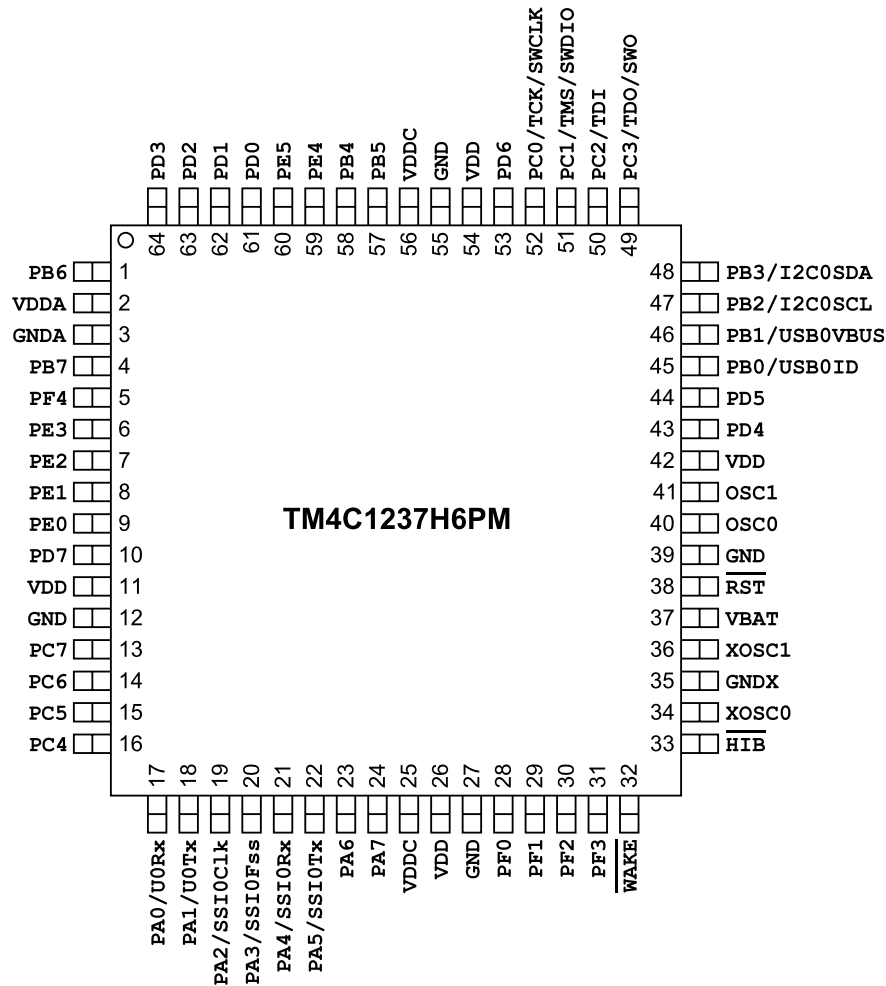 PD3
PD2
PD1
PD0
PE5
PE4
PB4
PB5
VDDC
GND
VDD
PD6
PC0/TCK/SWCLK
PC1/TMS/SWDIO
PC2/TDI
PC3/TDO/SWO
64 63 62 61 60 59 58 57 56 55 54 53 52 51 50 49
PB6 1
VDDA 2
GNDA 3
PB7 4
PF4 5
PE3 6
PE2 7
PE1 8
PE0 9
PD7 10
VDD 11
GND 12
PC7 13
PC6 14
PC5 15
PC4 16
TM4C1237H6PM
48 PB3/I2C0SDA
47 PB2/I2C0SCL
46 PB1/USB0VBUS
45 PB0/USB0ID
44 PD5
43 PD4
42 VDD
41 OSC1
40 OSC0
39 GND
38 RST
37 VBAT
36 XOSC1
35 GNDX
34 XOSC0
33 HIB
17 18 19 20 21 22 23 24 25 26 27 28 29 30 31 32
PA0/U0Rx
PA1/U0Tx
PA2/SSI0Clk
PA3/SSI0Fss
PA4/SSI0Rx
PA5/SSI0Tx
PA6
PA7
VDDC
VDD
GND
PF0
PF1
PF2
PF3
WAKE